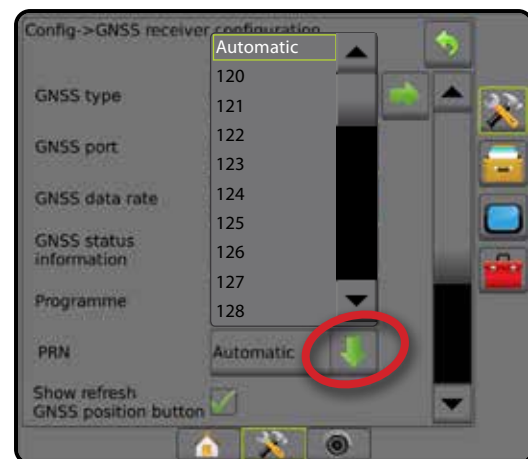 Config->GNSS receiver configuration
Automatic
120
121
122
123
124
125
126
127
128
GNSS type
GNSS port
GNSS data rate
GNSS status
information
Programme
PRN
Automatic
Show refresh
GNSS position button